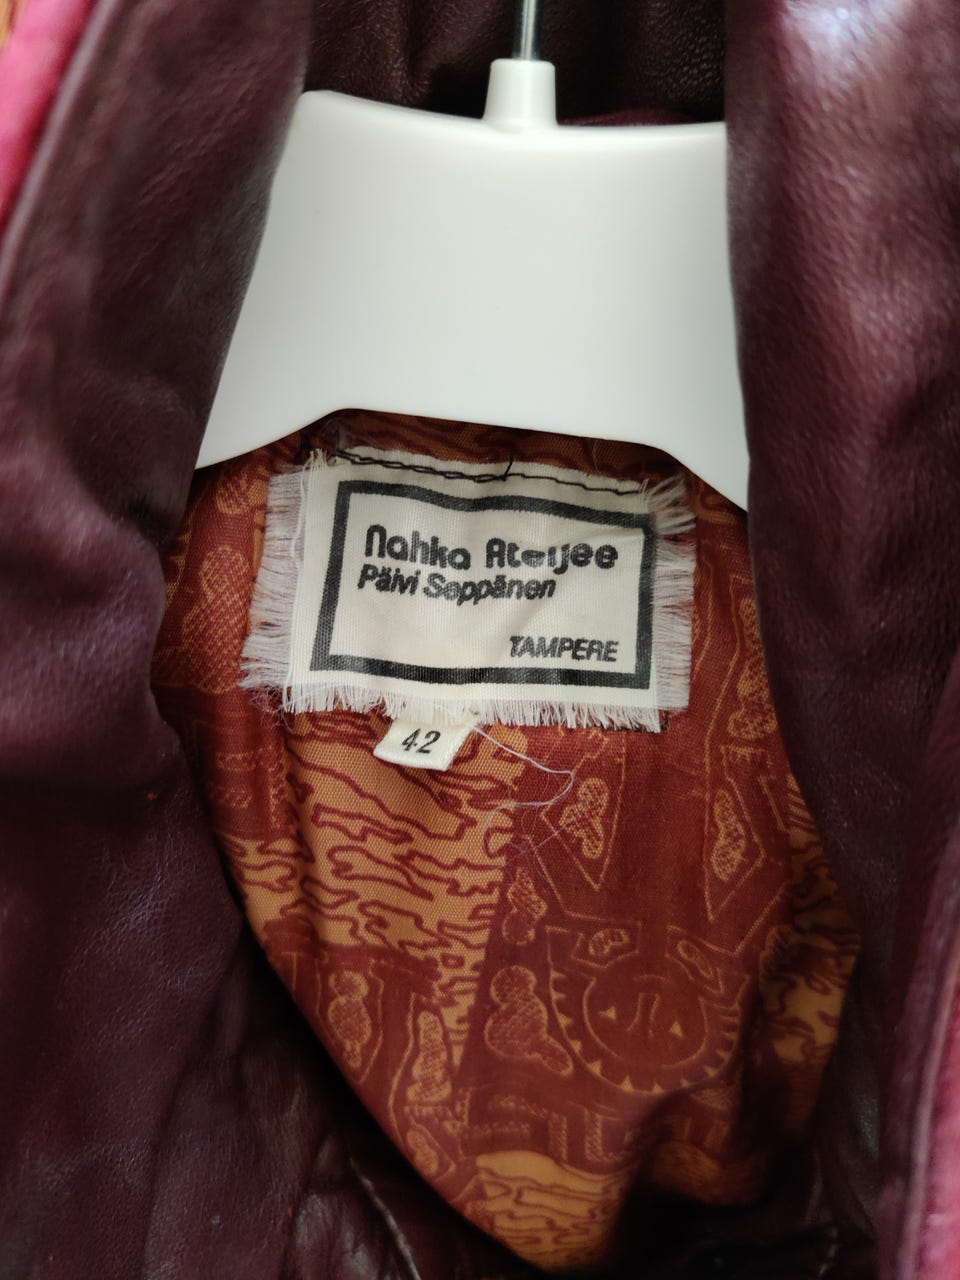 Nahka Ateljee
Päivi Seppänen
TAMPERE
42